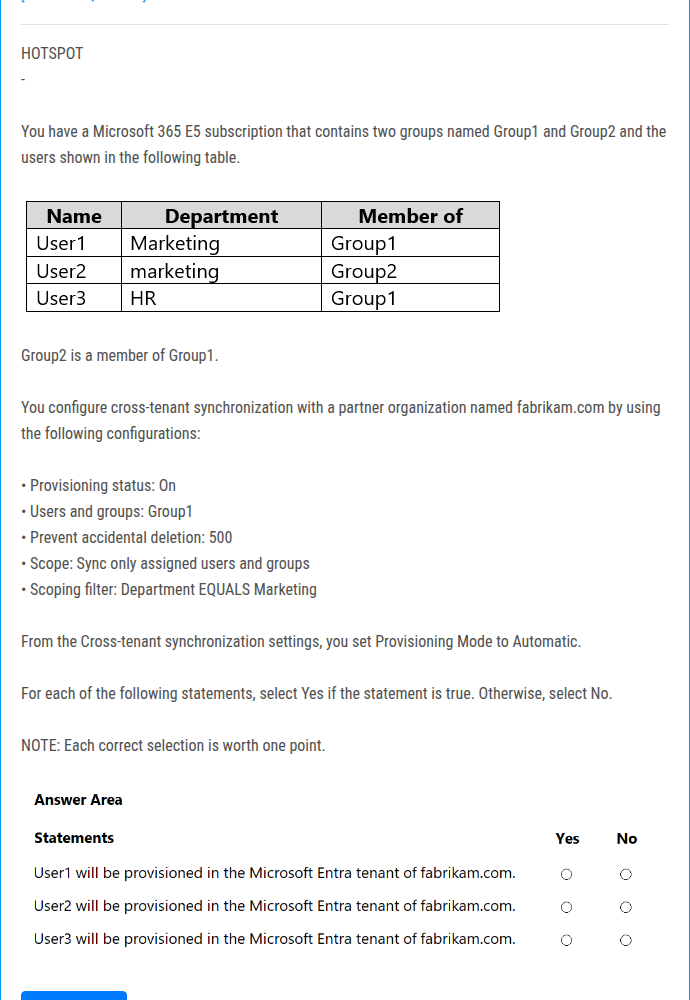 HOTSPOT
-
You have a Microsoft 365 E5 subscription that contains two groups named Group1 and Group2 and the
users shown in the following table.
Name Department Member of
User1 Marketing Group1
User2 marketing Group2
User3 HR Group1
Group2 is a member of Group1.
You configure cross-tenant synchronization with a partner organization named fabrikam.com by using
the following configurations:
• Provisioning status: On
• Users and groups: Group1
• Prevent accidental deletion: 500
• Scope: Sync only assigned users and groups
• Scoping filter: Department EQUALS Marketing
From the Cross-tenant synchronization settings, you set Provisioning Mode to Automatic.
For each of the following statements, select Yes if the statement is true. Otherwise, select No.
NOTE: Each correct selection is worth one point.
Answer Area
Statements Yes No
User1 will be provisioned in the Microsoft Entra tenant of fabrikam.com.
User2 will be provisioned in the Microsoft Entra tenant of fabrikam.com.
User3 will be provisioned in the Microsoft Entra tenant of fabrikam.com.